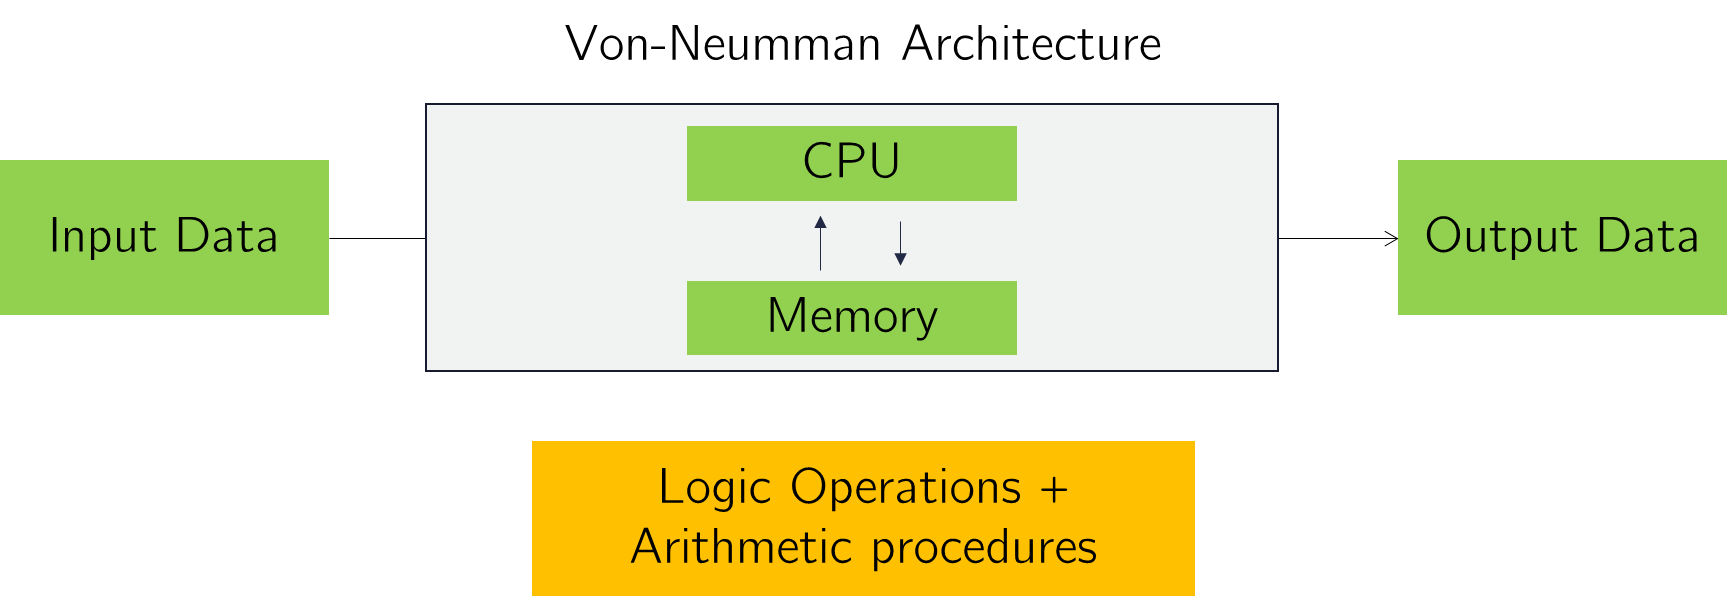 Von-Neumman Architecture
CPU
Input Data
Output Data
Memory
Logic Operations +
Arithmetic procedures